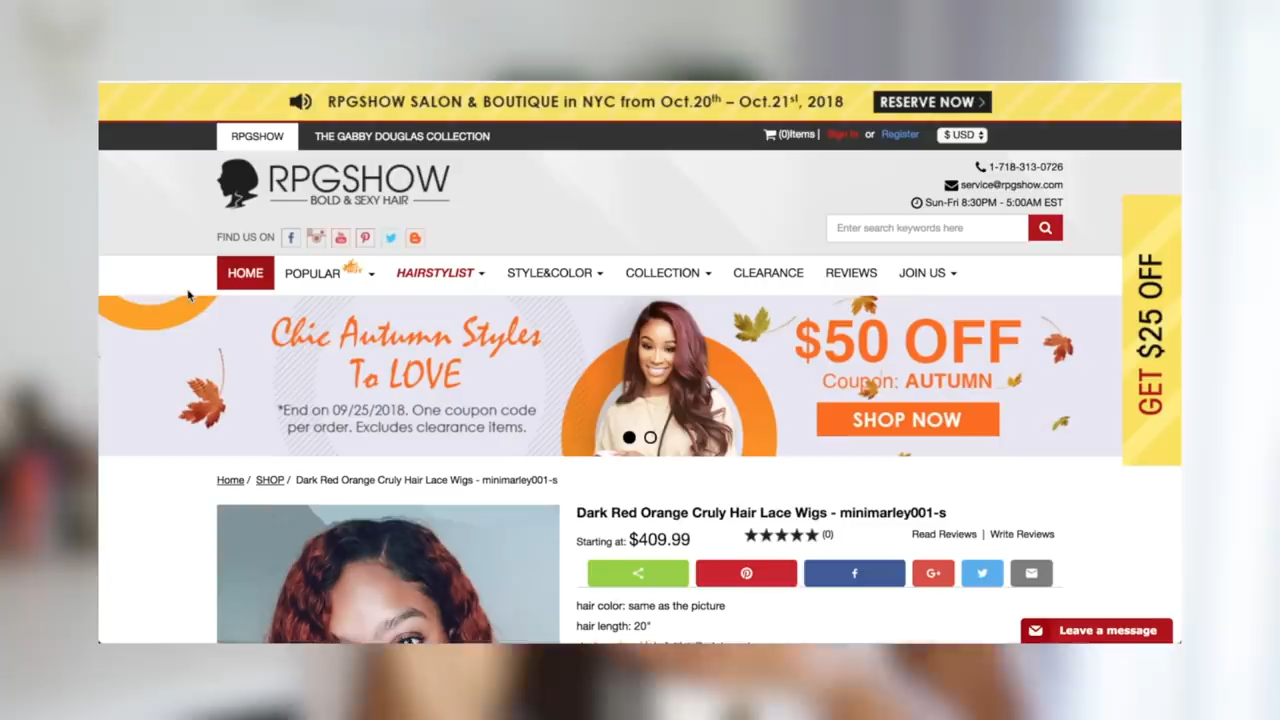 RPGSHOW SALON & BOUTIQUE in NYC from Oct.20th – Oct.21st, 2018 RESERVE NOW
RPGSHOW THE GABBY DOUGLAS COLLECTION (0)Items | Sign In or Register $ USD
RPGSHOW
BOLD & SEXY HAIR
1-718-313-0726
service@rpgshow.com
Sun-Fri 8:30PM - 5:00AM EST
FIND US ON
Enter search keywords here
HOME POPULAR HAIRSTYLIST STYLE&COLOR COLLECTION CLEARANCE REVIEWS JOIN US
Chic Autumn Styles
To LOVE
*End on 09/25/2018. One coupon code
per order. Excludes clearance items.
$50 OFF
Coupon: AUTUMN
SHOP NOW
GET $25 OFF
Home / SHOP / Dark Red Orange Cruly Hair Lace Wigs - minimarley001-s
Dark Red Orange Cruly Hair Lace Wigs - minimarley001-s
Starting at: $409.99 (0) Read Reviews | Write Reviews
hair color: same as the picture
hair length: 20"
Leave a message